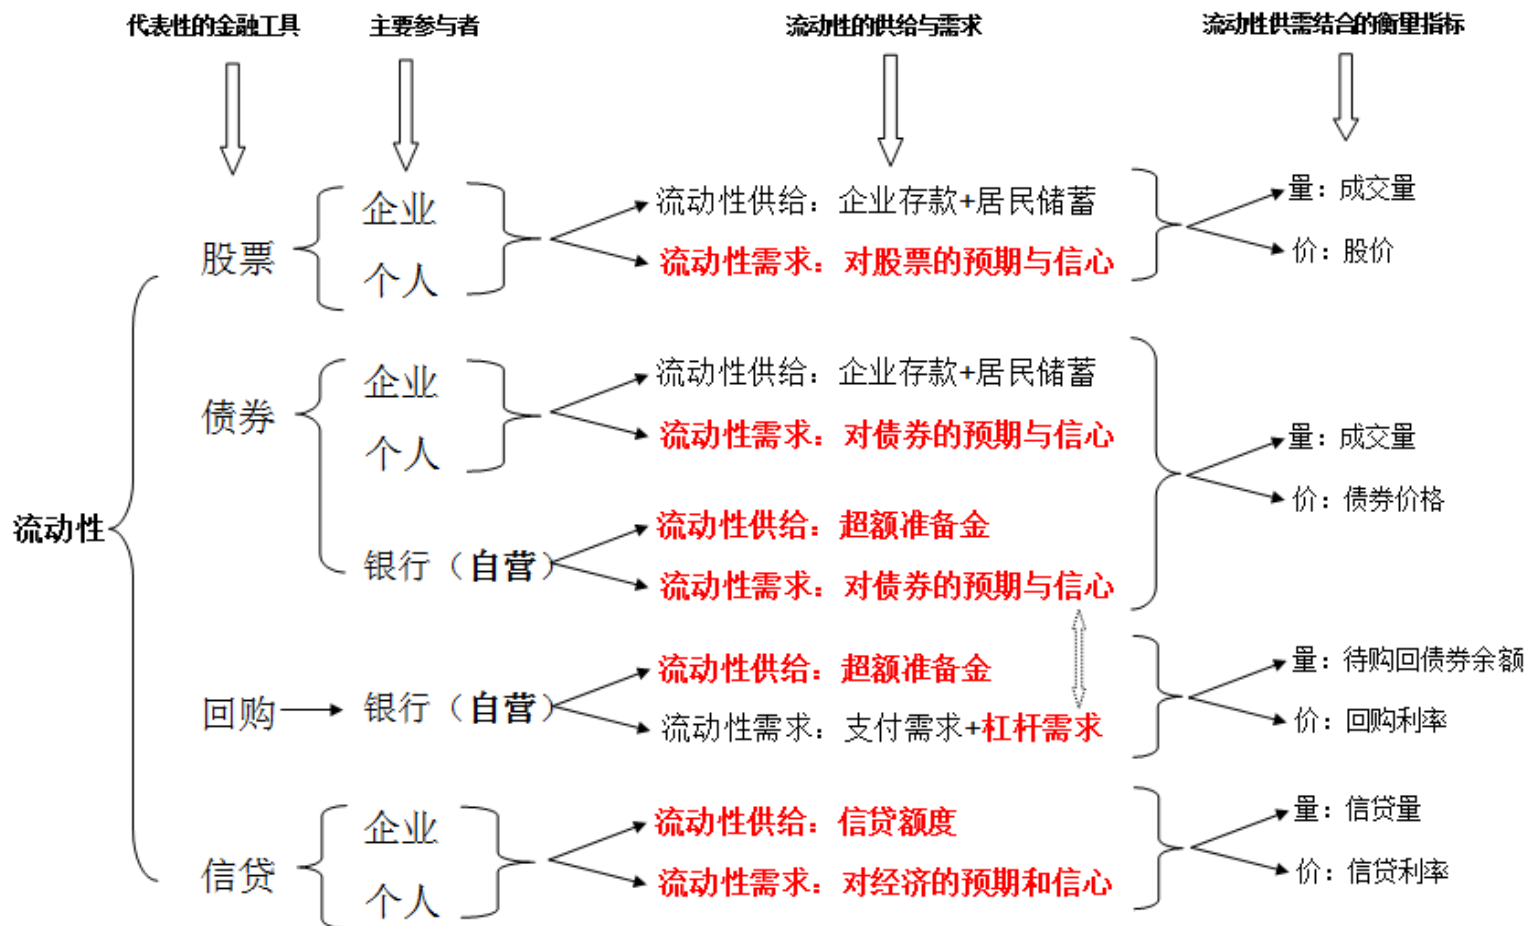 代表性的金融工具 主要参与者 流动性的供给与需求 流动性供需结合的衡量指标
流动性
股票
企业
个人
流动性供给：企业存款+居民储蓄
流动性需求：对股票的预期与信心
量：成交量
价：股价
债券
企业
个人
流动性供给：企业存款+居民储蓄
流动性需求：对债券的预期与信心
银行（自营）
流动性供给：超额准备金
流动性需求：对债券的预期与信心
量：成交量
价：债券价格
回购
银行（自营）
流动性供给：超额准备金
流动性需求：支付需求+杠杆需求
量：待购回债券余额
价：回购利率
信贷
企业
个人
流动性供给：信贷额度
流动性需求：对经济的预期和信心
量：信贷量
价：信贷利率